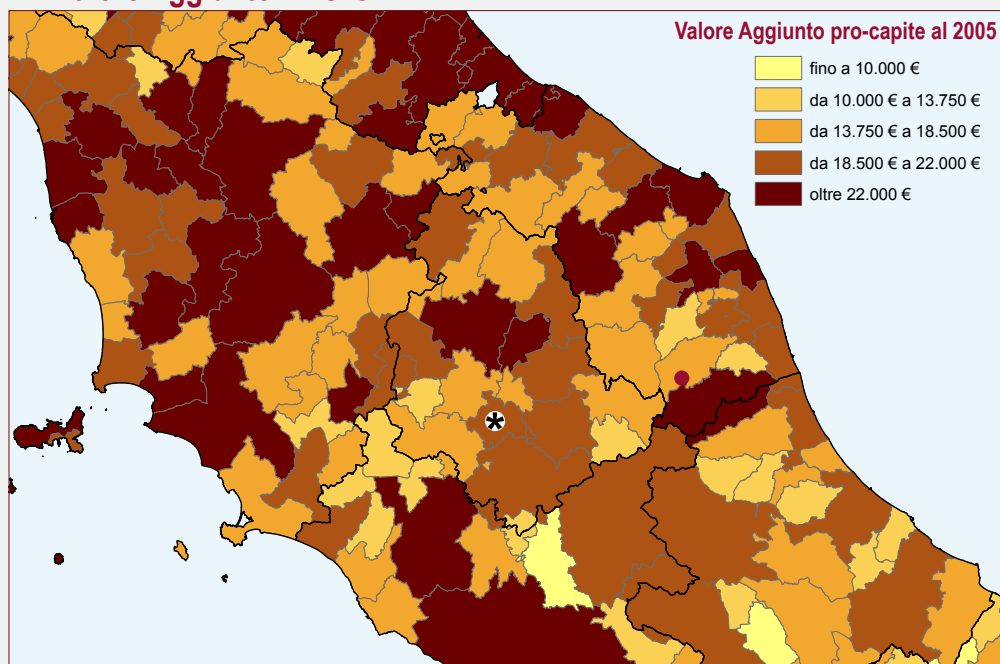 Valore Aggiunto pro-capite al 2005
fino a 10.000 €
da 10.000 € a 13.750 €
da 13.750 € a 18.500 €
da 18.500 € a 22.000 €
oltre 22.000 €
*